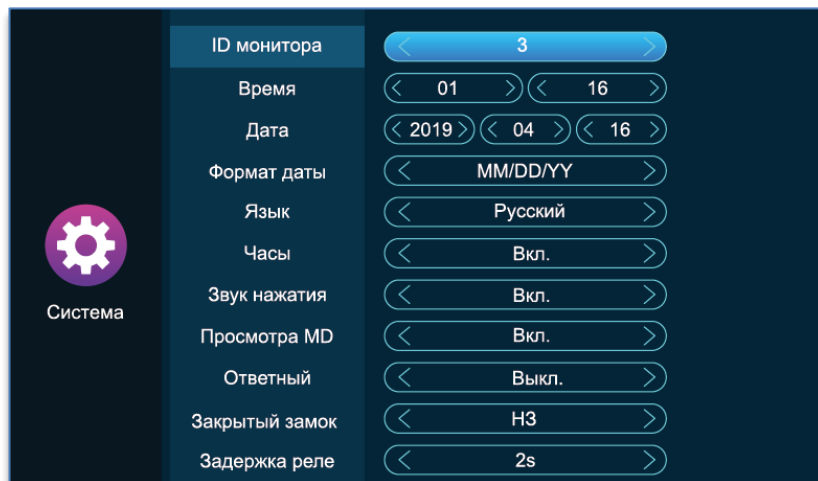 ID монитора 3
Время 01 16
Дата 2019 04 16
Формат даты MM/DD/YY
Язык Русский
Часы Вкл.
Звук нажатия Вкл.
Система
Просмотра MD Вкл.
Ответный Выкл.
Закрытый замок НЗ
Задержка реле 2s